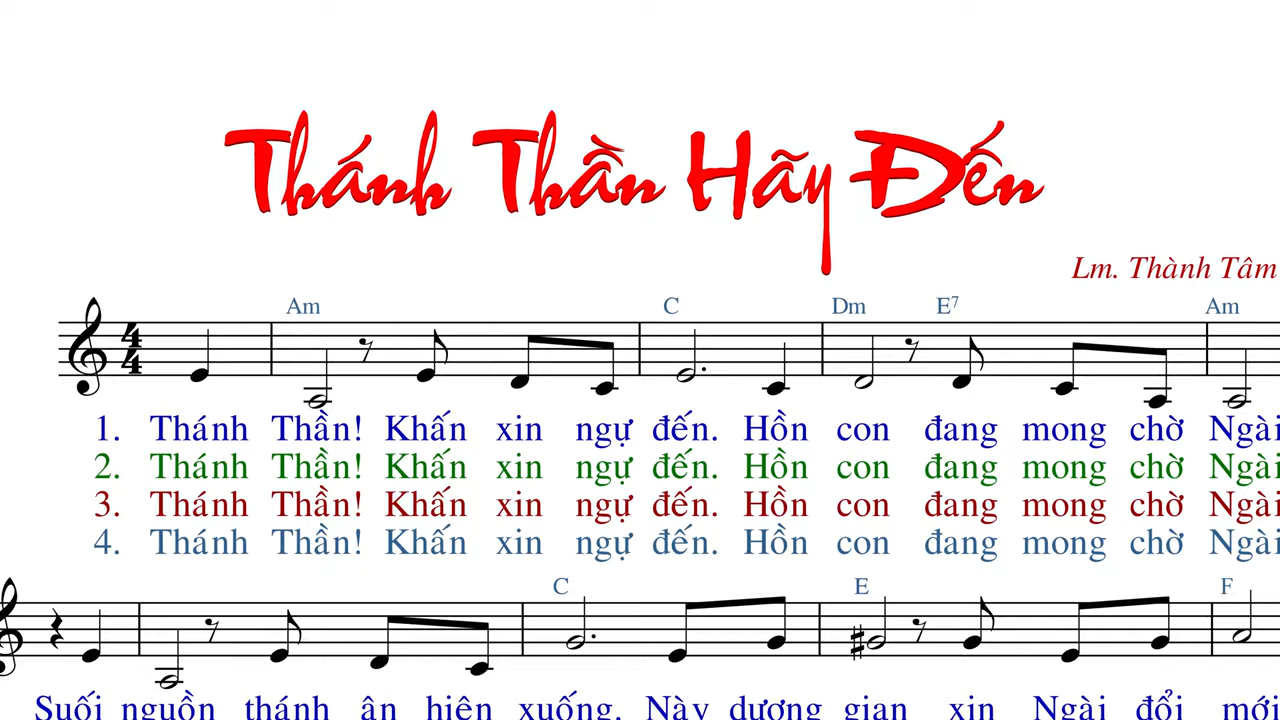 Thánh Thần Hãy Đến
Lm. Thành Tâm
Am C Dm E7 Am
4
4
1. Thánh Thần! Khấn xin ngự đến. Hồn con đang mong chờ Ngài
2. Thánh Thần! Khấn xin ngự đến. Hồn con đang mong chờ Ngài
3. Thánh Thần! Khấn xin ngự đến. Hồn con đang mong chờ Ngài
4. Thánh Thần! Khấn xin ngự đến. Hồn con đang mong chờ Ngài
C E F
Suối nguồn thánh ân hiện xuống. Này dương gian xin Ngài đổi mới